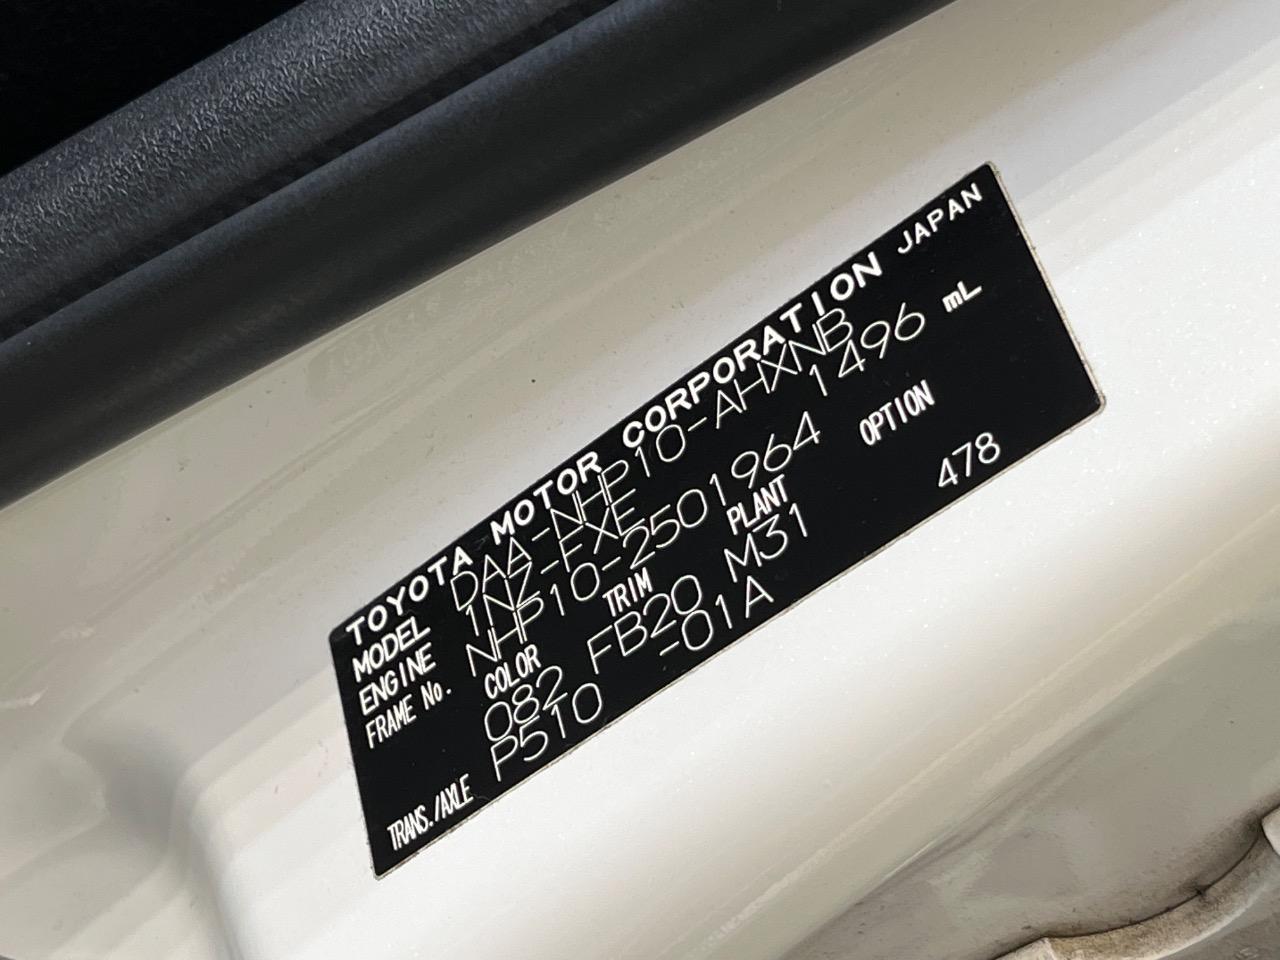 TOYOTA MOTOR CORPORATION JAPAN
MODEL DAA-NHP10-AHXNB
ENGINE 1NZ-FXE 1496 mL
FRAME No. NHP10-2501964
COLOR TRIM PLANT OPTION
082 FB20 M31 478
TRANS./AXLE P510 -01A